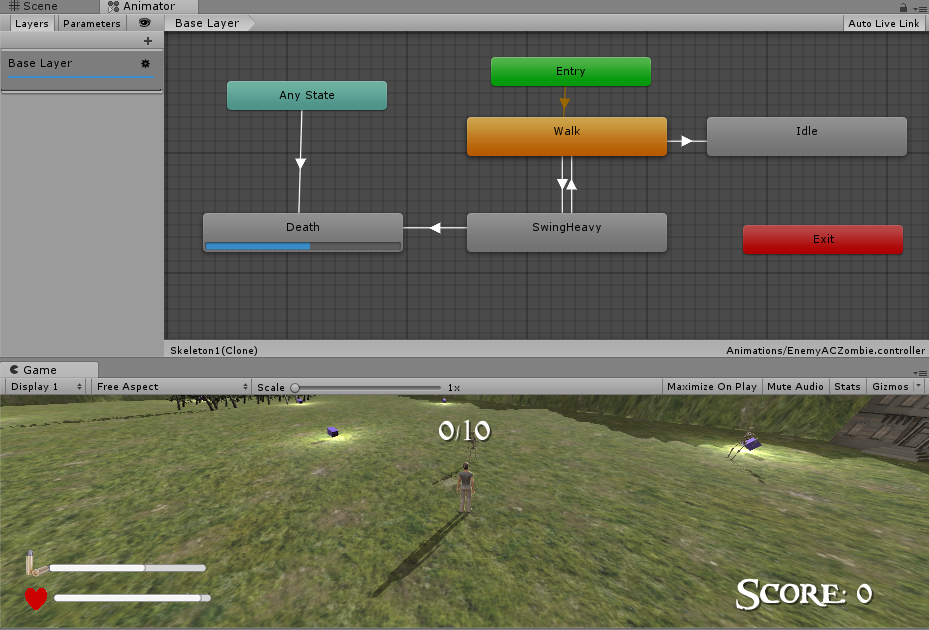 Scene
Animator
Layers
Parameters
Base Layer
Auto Live Link
Base Layer
Entry
Any State
Walk
Idle
Death
SwingHeavy
Exit
Skeleton1(Clone)
Animations/EnemyACZombie.controller
Game
Display 1
Free Aspect
Scale
1x
Maximize On Play
Mute Audio
Stats
Gizmos
0/10
Score: 0